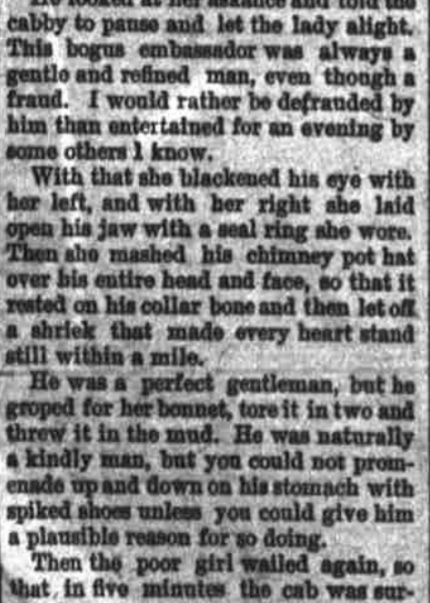 He looked at her askance and told the
cabby to pause and let the lady alight.
This bogus embassador was always a
gentle and refined man, even though a
fraud. I would rather be defrauded by
him than entertained for an evening by
some others I know.
With that she blackened his eye with
her left, and with her right she laid
open his jaw with a seal ring she wore.
Then she mashed his chimney pot hat
over his entire head and face, so that it
rested on his collar bone and then let off
a shriek that made every heart stand
still within a mile.
He was a perfect gentleman, but he
groped for her bonnet, tore it in two and
threw it in the mud. He was naturally
a kindly man, but you could not prom-
enade up and down on his stomach with
spiked shoes unless you could give him
a plausible reason for so doing.
Then the poor girl wailed again, so
that in five minutes the cab was sur-